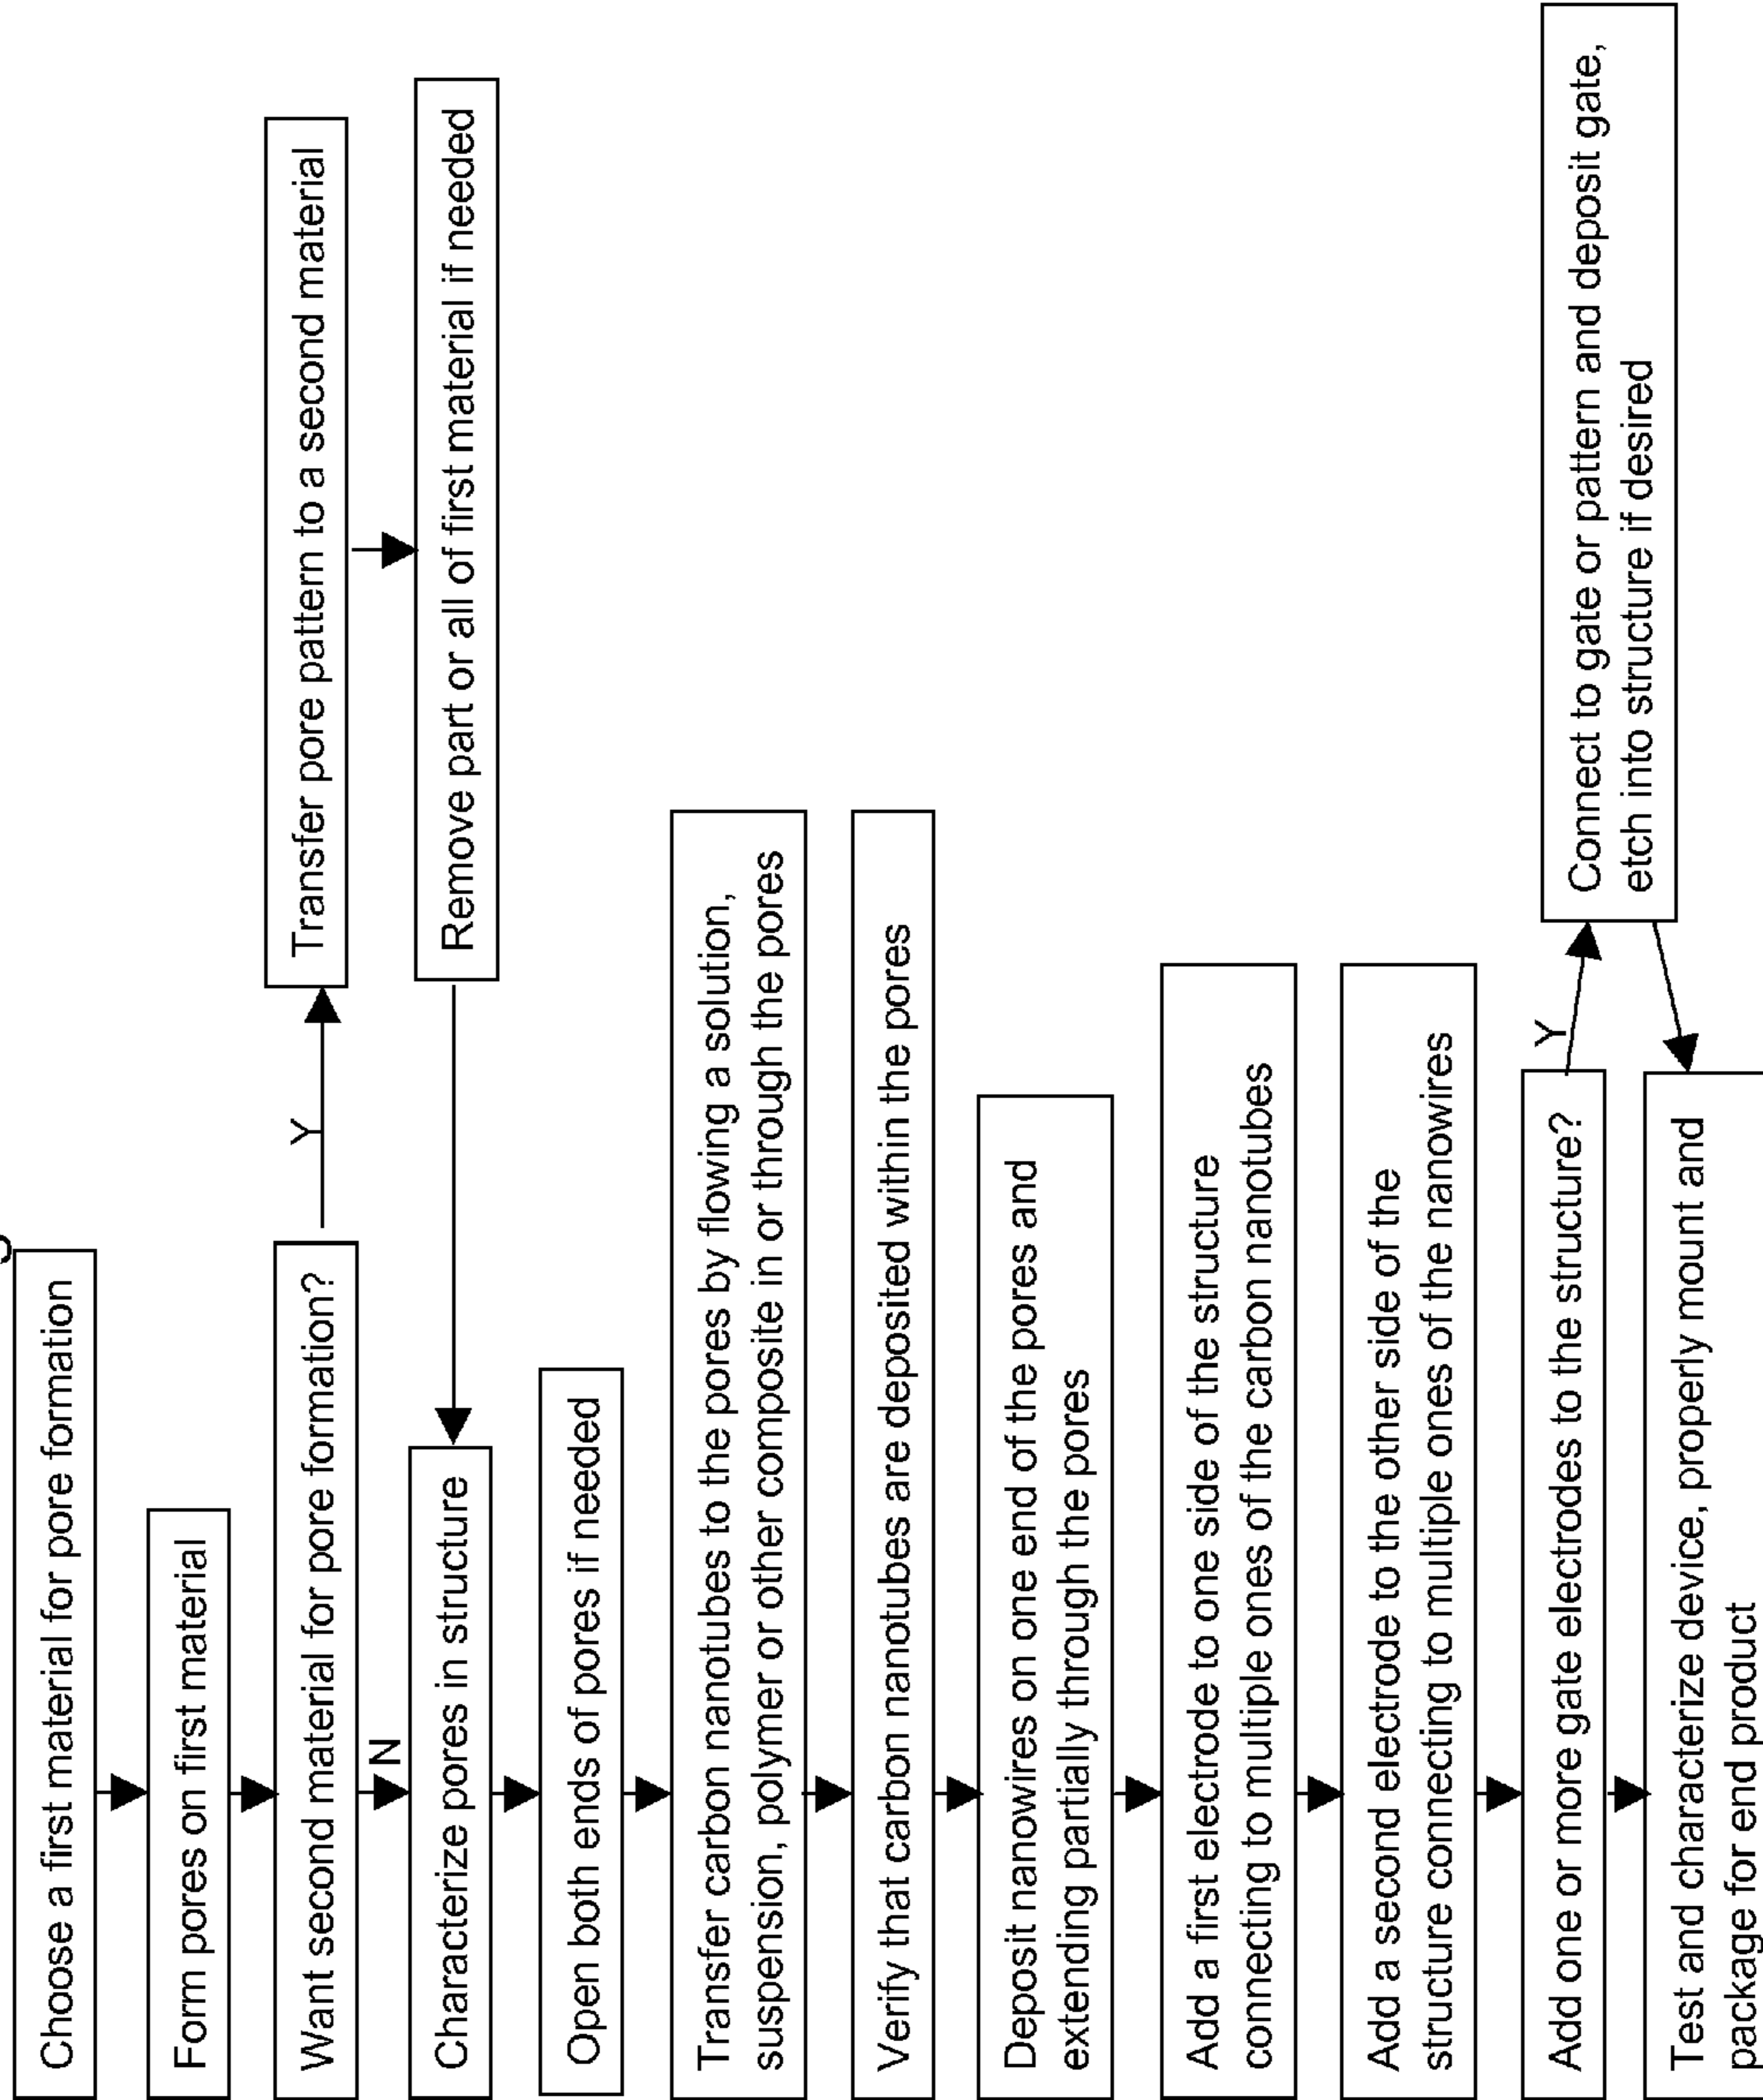 Choose a first material for pore formation
Form pores on first material
Want second material for pore formation?
Y
Transfer pore pattern to a second material
Remove part or all of first material if needed
N
Characterize pores in structure
Open both ends of pores if needed
Transfer carbon nanotubes to the pores by flowing a solution,
suspension, polymer or other composite in or through the pores
Verify that carbon nanotubes are deposited within the pores
Deposit nanowires on one end of the pores and
extending partially through the pores
Add a first electrode to one side of the structure
connecting to multiple ones of the carbon nanotubes
Add a second electrode to the other side of the
structure connecting to multiple ones of the nanowires
Add one or more gate electrodes to the structure?
Y
Connect to gate or pattern and deposit gate,
etch into structure if desired
Test and characterize device, properly mount and
package for end product